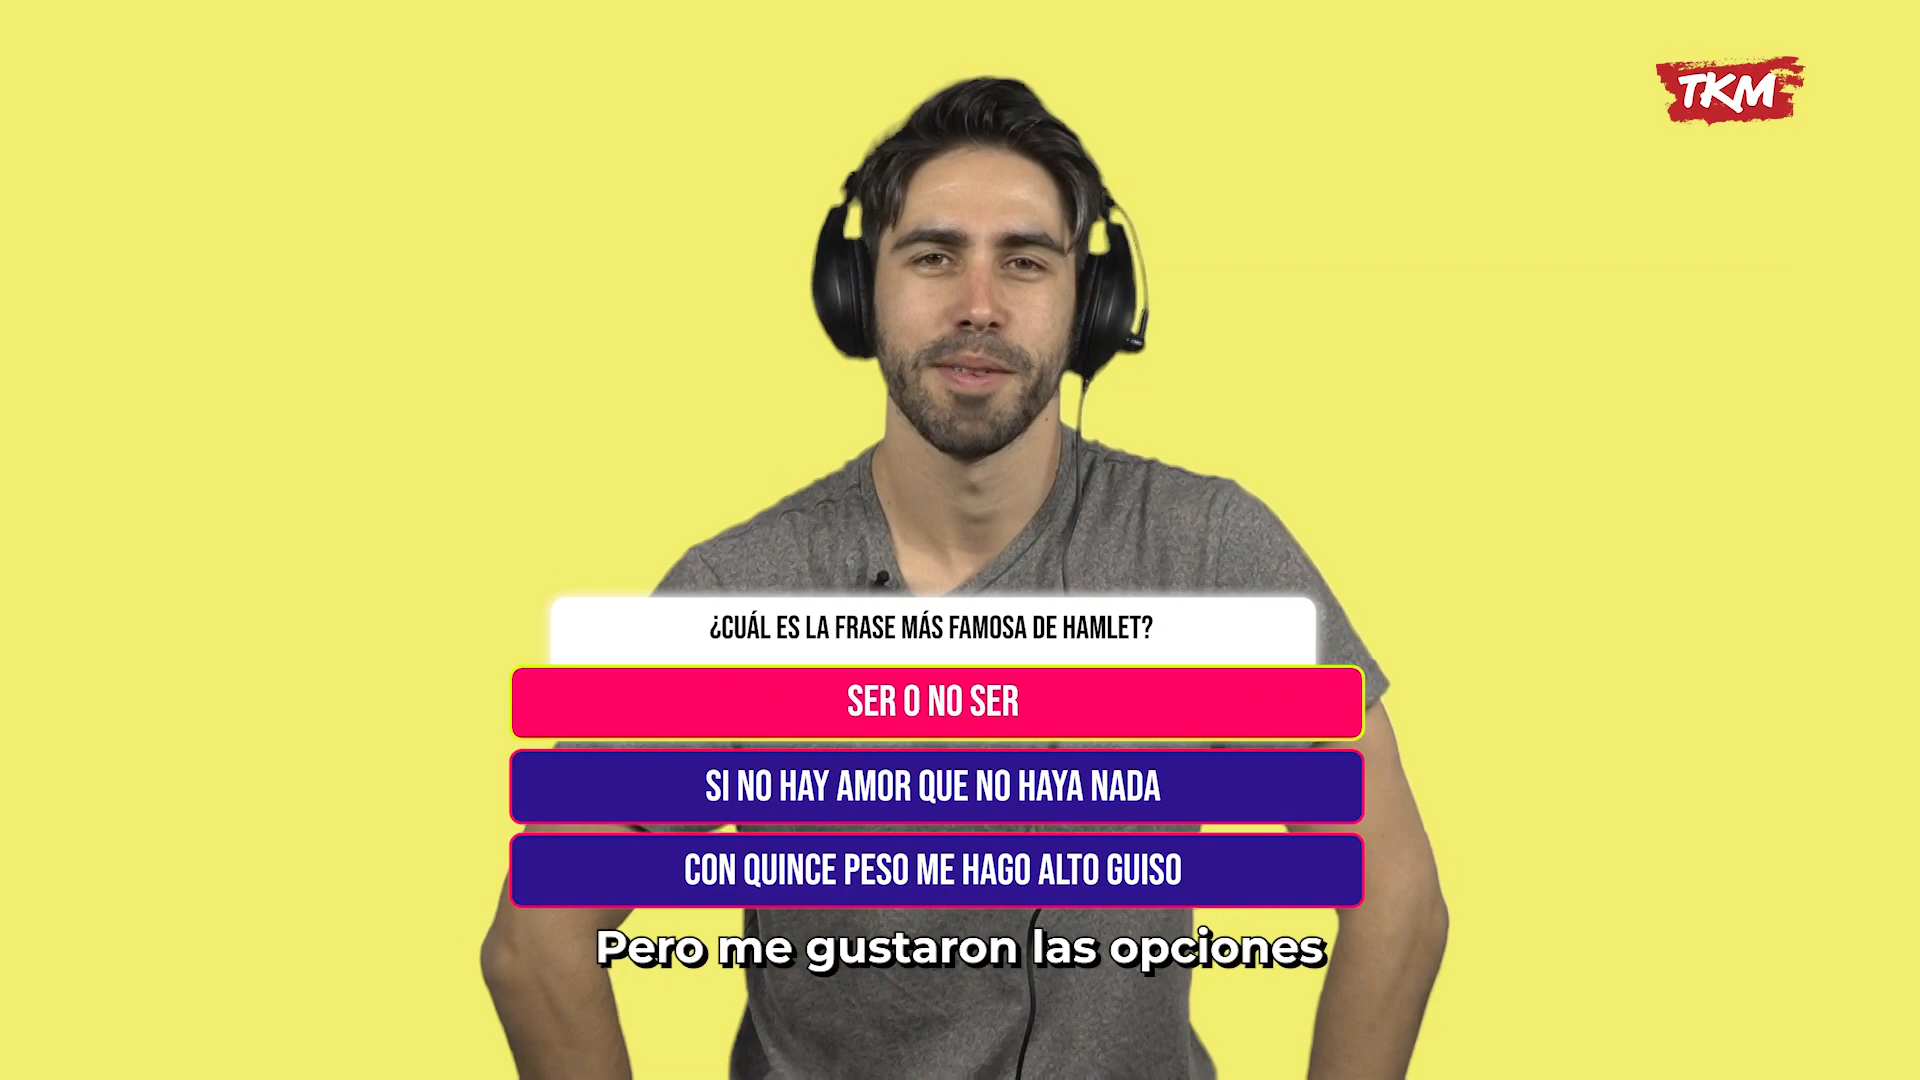 TKM
¿CUÁL ES LA FRASE MÁS FAMOSA DE HAMLET?
SER O NO SER
SI NO HAY AMOR QUE NO HAYA NADA
CON QUINCE PESO ME HAGO ALTO GUISO
Pero me gustaron las opciones